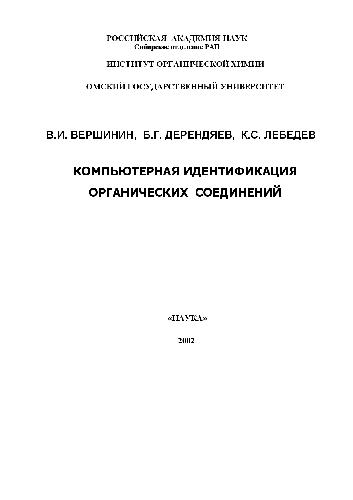 РОССИЙСКАЯ АКАДЕМИЯ НАУК
Сибирское отделение РАН
ИНСТИТУТ ОРГАНИЧЕСКОЙ ХИМИИ
ОМСКИЙ ГОСУДАРСТВЕННЫЙ УНИВЕРСИТЕТ
В.И. ВЕРШИНИН, Б.Г. ДЕРЕНДЯЕВ, К.С. ЛЕБЕДЕВ
КОМПЬЮТЕРНАЯ ИДЕНТИФИКАЦИЯ
ОРГАНИЧЕСКИХ СОЕДИНЕНИЙ
«НАУКА»
2002